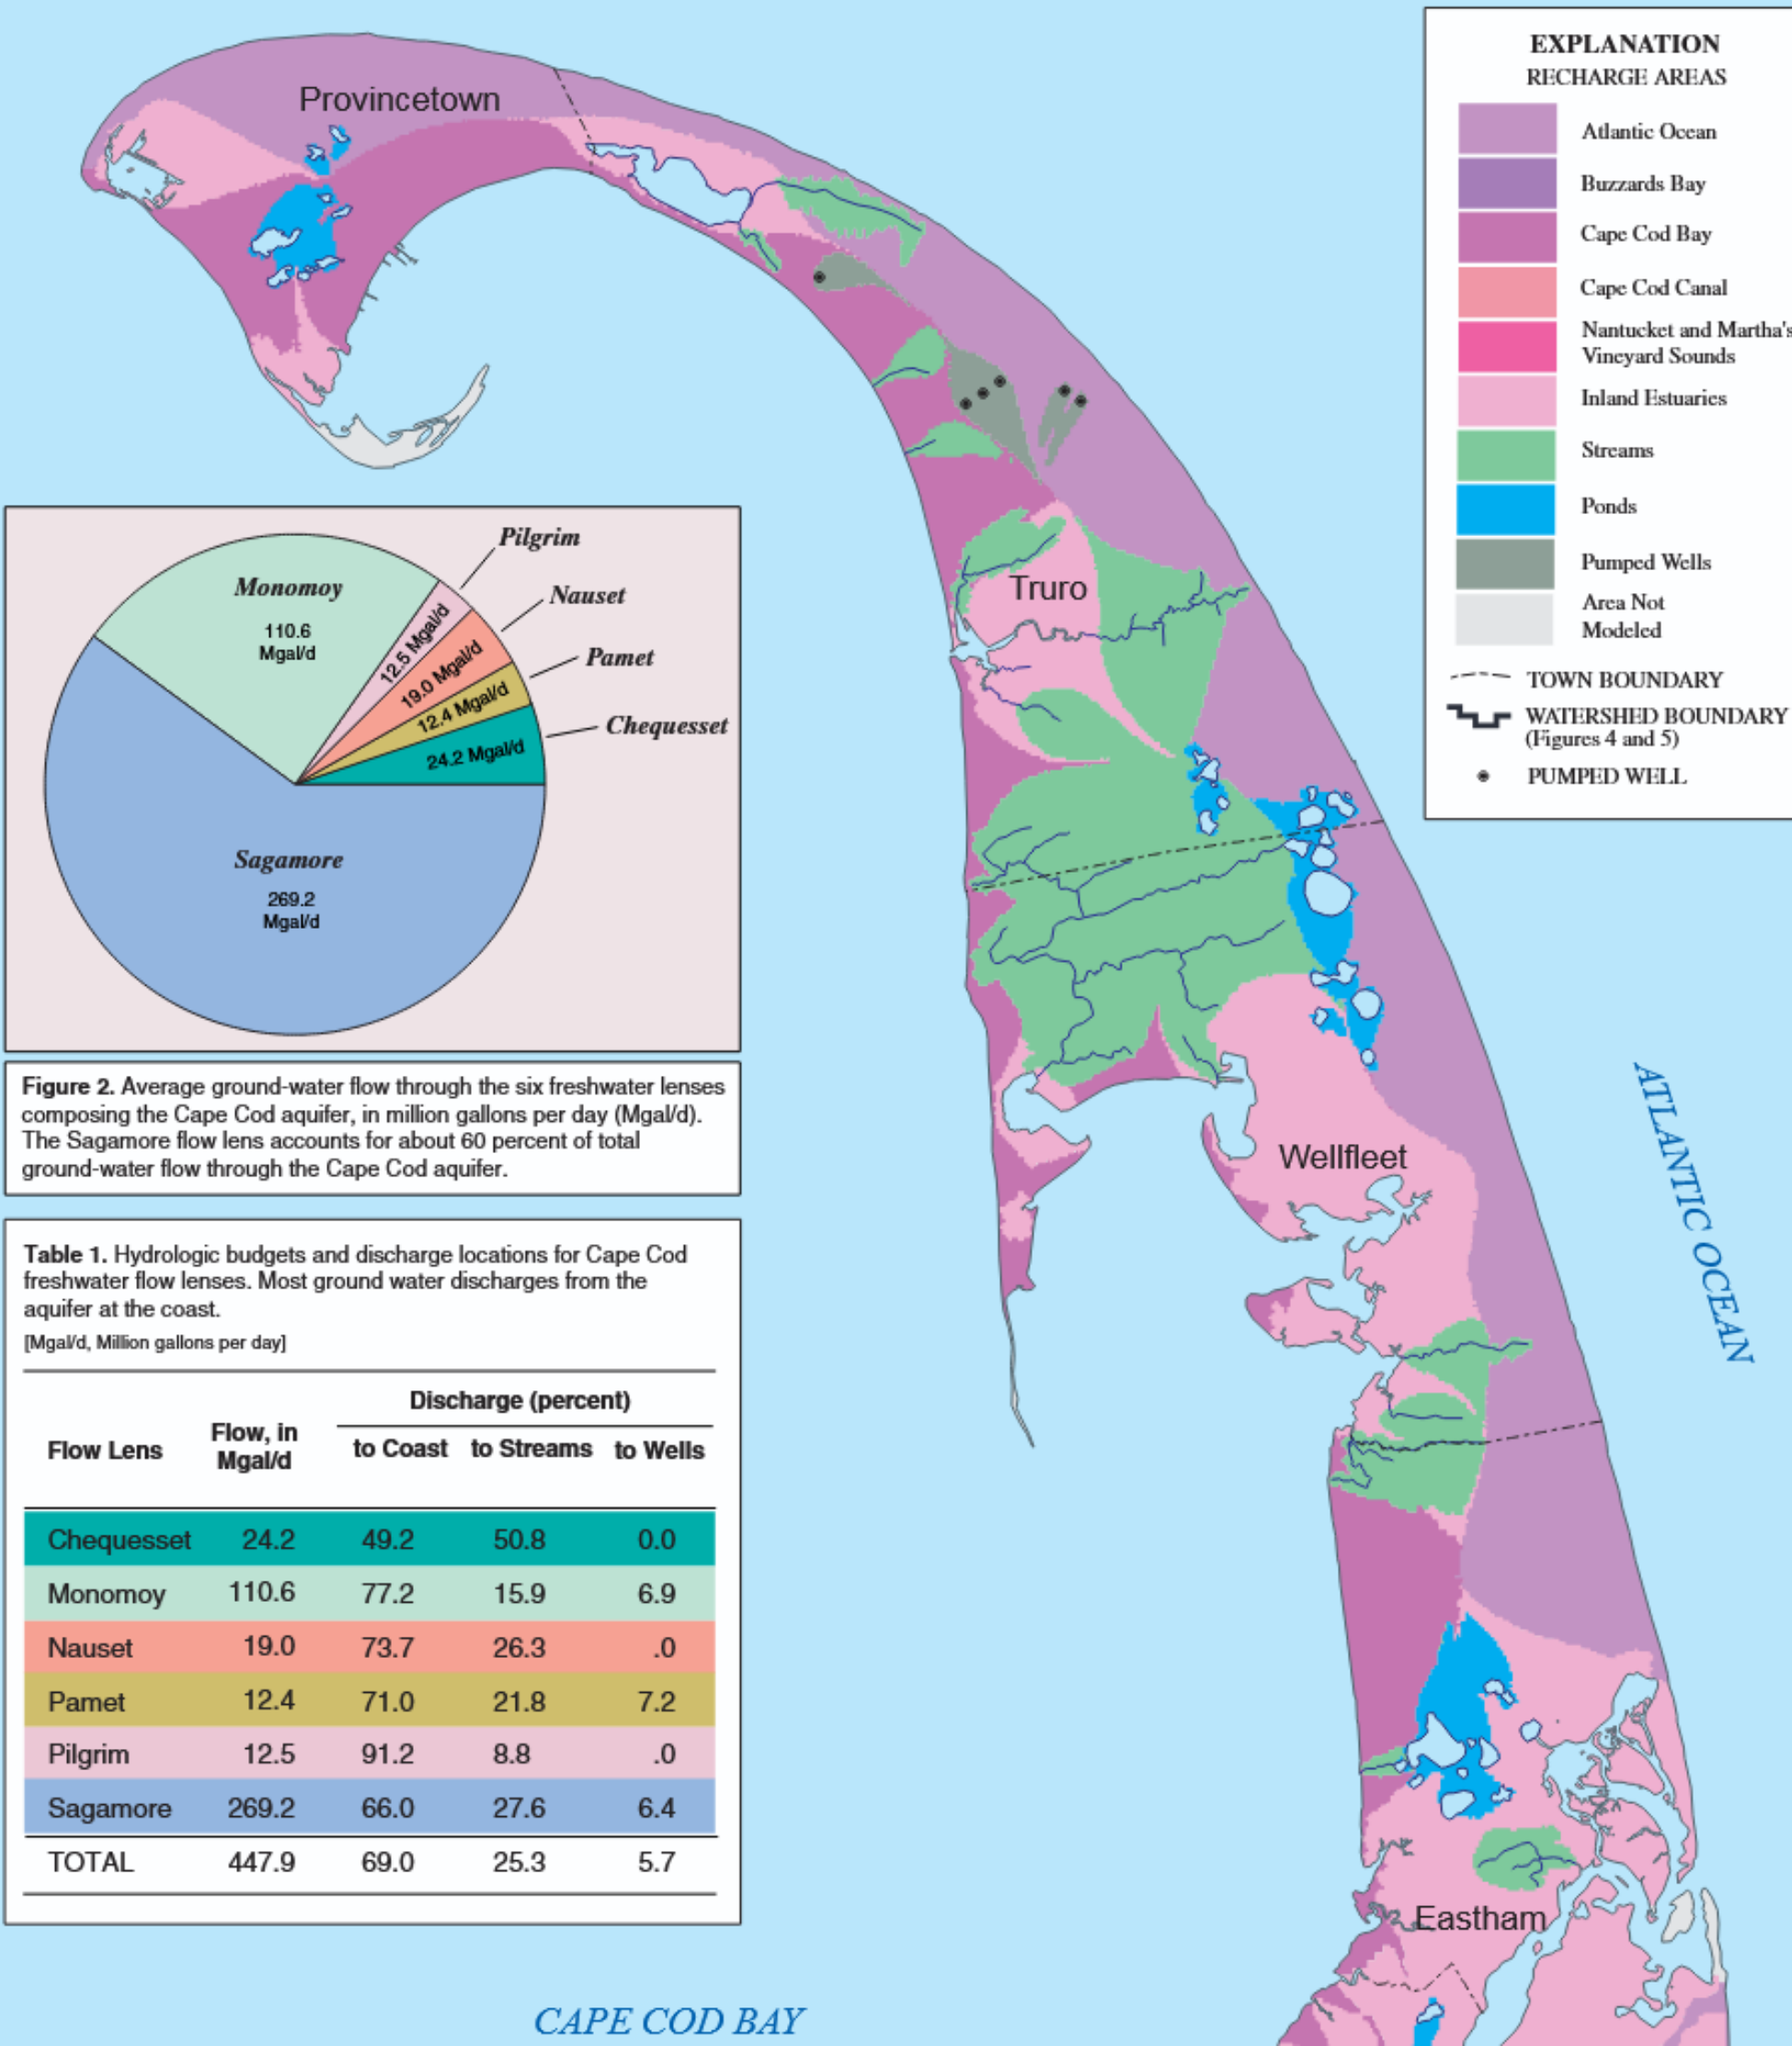 Provincetown
Truro
Wellfleet
Eastham
ATLANTIC OCEAN
CAPE COD BAY
EXPLANATION
RECHARGE AREAS
Atlantic Ocean
Buzzards Bay
Cape Cod Bay
Cape Cod Canal
Nantucket and Martha's
Vineyard Sounds
Inland Estuaries
Streams
Ponds
Pumped Wells
Area Not
Modeled
TOWN BOUNDARY
WATERSHED BOUNDARY
(Figures 4 and 5)
PUMPED WELL
Monomoy
110.6
Mgal/d
Pilgrim
12.5 Mgal/d
Nauset
19.0 Mgal/d
Pamet
12.4 Mgal/d
Chequesset
24.2 Mgal/d
Sagamore
269.2
Mgal/d
Figure 2. Average ground-water flow through the six freshwater lenses
composing the Cape Cod aquifer, in million gallons per day (Mgal/d).
The Sagamore flow lens accounts for about 60 percent of total
ground-water flow through the Cape Cod aquifer.
Table 1. Hydrologic budgets and discharge locations for Cape Cod
freshwater flow lenses. Most ground water discharges from the
aquifer at the coast.
[Mgal/d, Million gallons per day]
Discharge (percent)
Flow Lens Flow, in Mgal/d to Coast to Streams to Wells
Chequesset 24.2 49.2 50.8 0.0
Monomoy 110.6 77.2 15.9 6.9
Nauset 19.0 73.7 26.3 .0
Pamet 12.4 71.0 21.8 7.2
Pilgrim 12.5 91.2 8.8 .0
Sagamore 269.2 66.0 27.6 6.4
TOTAL 447.9 69.0 25.3 5.7